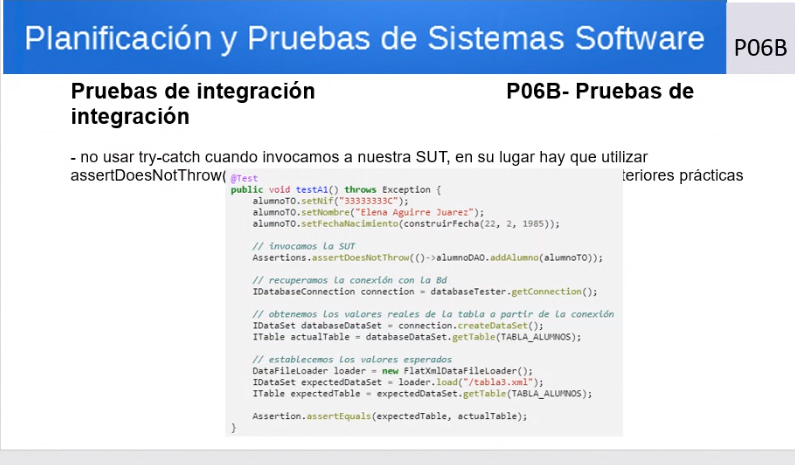 Planificación y Pruebas de Sistemas Software
P06B
Pruebas de integración P06B- Pruebas de
integración
- no usar try-catch cuando invocamos a nuestra SUT, en su lugar hay que utilizar
assertDoesNotThrow( teriores prácticas
@Test
public void testA1() throws Exception {
alumnoTO.setNif("33333333C");
alumnoTO.setNombre("Elena Aguirre Juarez");
alumnoTO.setFechaNacimiento(construirFecha(22, 2, 1985));
// invocamos la SUT
Assertions.assertDoesNotThrow(()->alumnoDAO.addAlumno(alumnoTO));
// recuperamos la conexión con la Bd
IDatabaseConnection connection = databaseTester.getConnection();
// obtenemos los valores reales de la tabla a partir de la conexión
IDataSet databaseDataSet = connection.createDataSet();
ITable actualTable = databaseDataSet.getTable(TABLA_ALUMNOS);
// establecemos los valores esperados
DataFileLoader loader = new FlatXmlDataFileLoader();
IDataSet expectedDataSet = loader.load("/tabla3.xml");
ITable expectedTable = expectedDataSet.getTable(TABLA_ALUMNOS);
Assertion.assertEquals(expectedTable, actualTable);
}